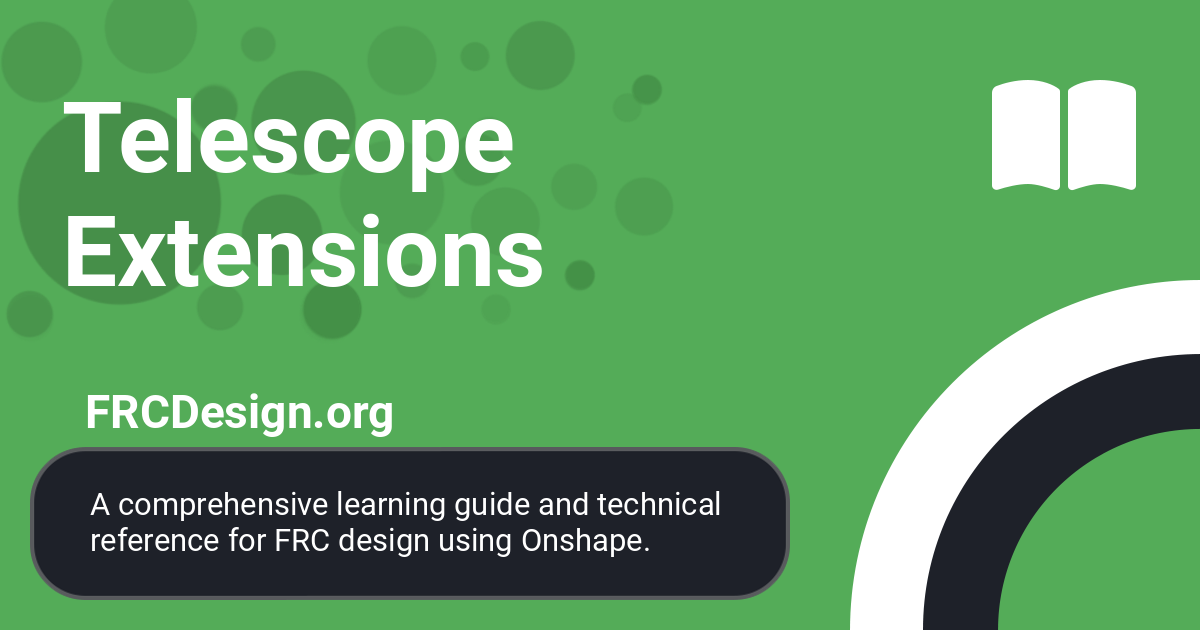 Telescope
Extensions
FRCDesign.org
A comprehensive learning guide and technical
reference for FRC design using Onshape.